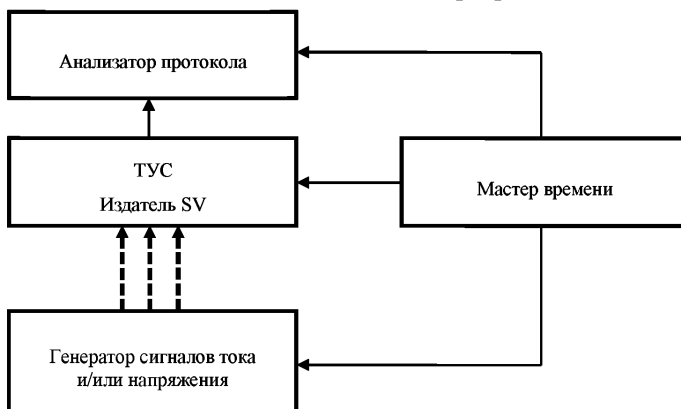 Анализатор протокола
ТУС
Издатель SV
Мастер времени
Генератор сигналов тока
и/или напряжения